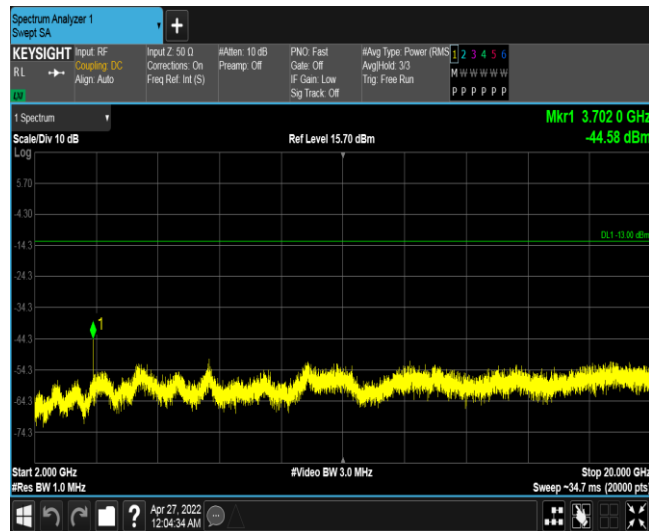 Spectrum Analyzer 1
Swept SA
+
KEYSIGHT
RL
Input: RF
Coupling: DC
Align: Auto
Input Z: 50 Ω
Corrections: On
Freq Ref: Int (S)
#Atten: 10 dB
Preamp: Off
PNO: Fast
Gate: Off
IF Gain: Low
Sig Track: Off
#Avg Type: Power (RMS
Avg|Hold: 3/3
Trig: Free Run
1 2 3 4 5 6
M W W W W W
P P P P P P
1 Spectrum
Scale/Div 10 dB
Ref Level 15.70 dBm
Mkr1 3.702 0 GHz
-44.58 dBm
Log
5.70
-4.30
-14.3
-24.3
-34.3
-44.3
-54.3
-64.3
-74.3
DL1 -13.00 dBm
1
Start 2.000 GHz
#Res BW 1.0 MHz
#Video BW 3.0 MHz
Stop 20.000 GHz
Sweep ~34.7 ms (20000 pts)
?
Apr 27, 2022
12:04:34 AM